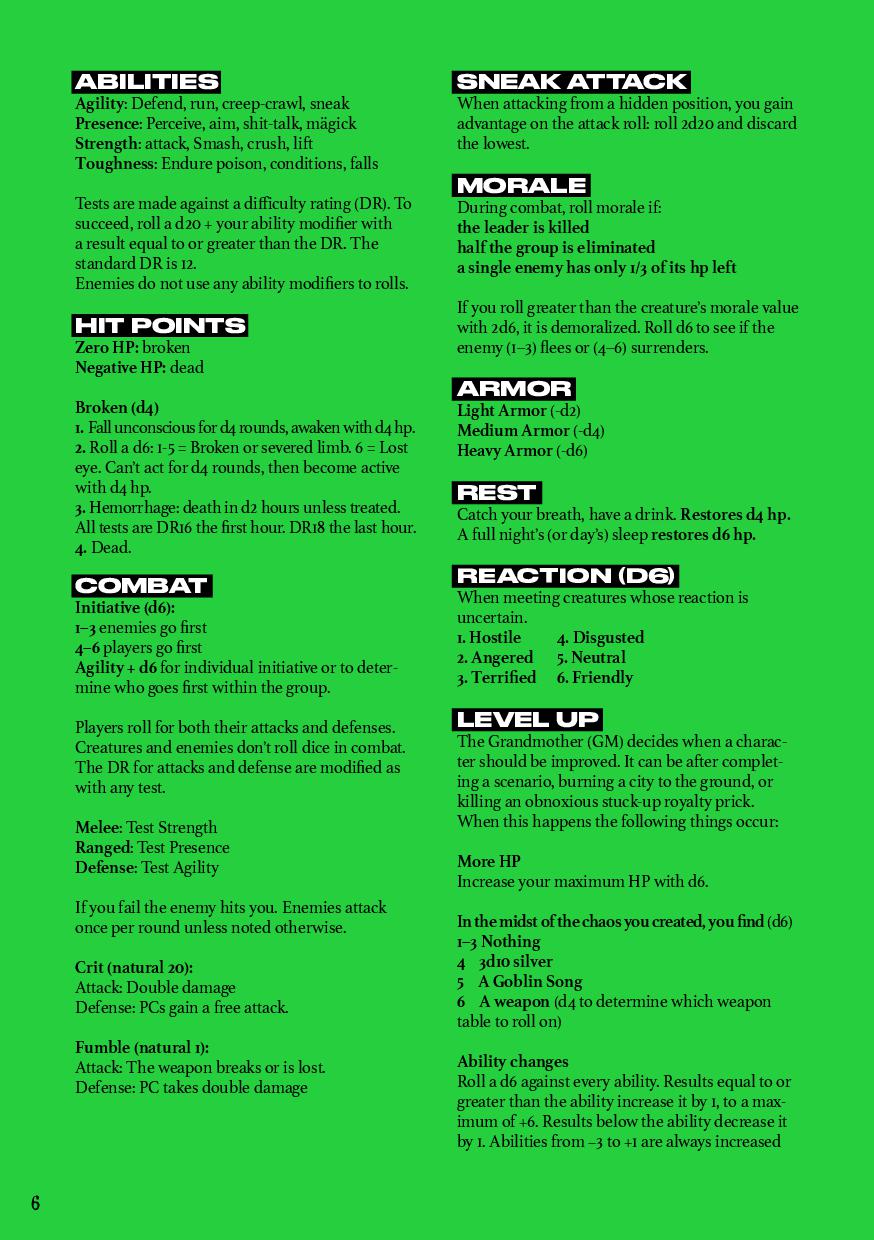 ABILITIES
Agility: Defend, run, creep-crawl, sneak
Presence: Perceive, aim, shit-talk, mägick
Strength: attack, Smash, crush, lift
Toughness: Endure poison, conditions, falls
Tests are made against a difficulty rating (DR). To
succeed, roll a d20 + your ability modifier with
a result equal to or greater than the DR. The
standard DR is 12.
Enemies do not use any ability modifiers to rolls.
HIT POINTS
Zero HP: broken
Negative HP: dead
Broken (d4)
1. Fall unconscious for d4 rounds, awaken with d4 hp.
2. Roll a d6: 1-5 = Broken or severed limb. 6 = Lost
eye. Can't act for d4 rounds, then become active
with d4 hp.
3. Hemorrhage: death in d2 hours unless treated.
All tests are DR16 the first hour. DR18 the last hour.
4. Dead.
COMBAT
Initiative (d6):
1–3 enemies go first
4–6 players go first
Agility + d6 for individual initiative or to deter-
mine who goes first within the group.
Players roll for both their attacks and defenses.
Creatures and enemies don't roll dice in combat.
The DR for attacks and defense are modified as
with any test.
Melee: Test Strength
Ranged: Test Presence
Defense: Test Agility
If you fail the enemy hits you. Enemies attack
once per round unless noted otherwise.
Crit (natural 20):
Attack: Double damage
Defense: PCs gain a free attack.
Fumble (natural 1):
Attack: The weapon breaks or is lost.
Defense: PC takes double damage
SNEAK ATTACK
When attacking from a hidden position, you gain
advantage on the attack roll: roll 2d20 and discard
the lowest.
MORALE
During combat, roll morale if:
the leader is killed
half the group is eliminated
a single enemy has only 1/3 of its hp left
If you roll greater than the creature's morale value
with 2d6, it is demoralized. Roll d6 to see if the
enemy (1–3) flees or (4–6) surrenders.
ARMOR
Light Armor (-d2)
Medium Armor (-d4)
Heavy Armor (-d6)
REST
Catch your breath, have a drink. Restores d4 hp.
A full night's (or day's) sleep restores d6 hp.
REACTION (D6)
When meeting creatures whose reaction is
uncertain.
1. Hostile 4. Disgusted
2. Angered 5. Neutral
3. Terrified 6. Friendly
LEVEL UP
The Grandmother (GM) decides when a charac-
ter should be improved. It can be after complet-
ing a scenario, burning a city to the ground, or
killing an obnoxious stuck-up royalty prick.
When this happens the following things occur:
More HP
Increase your maximum HP with d6.
In the midst of the chaos you created, you find (d6)
1–3 Nothing
4 3d10 silver
5 A Goblin Song
6 A weapon (d4 to determine which weapon
table to roll on)
Ability changes
Roll a d6 against every ability. Results equal to or
greater than the ability increase it by 1, to a max-
imum of +6. Results below the ability decrease it
by 1. Abilities from –3 to +1 are always increased
6